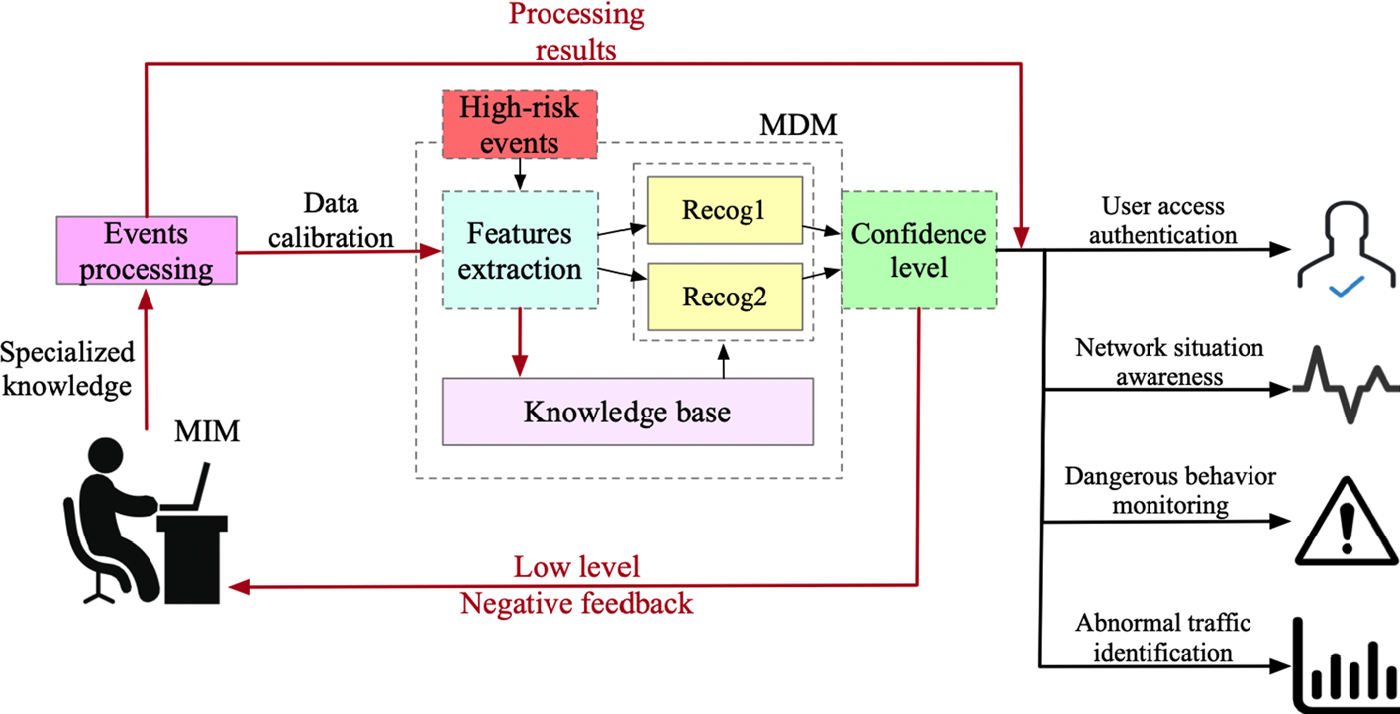 Processing
results
High-risk
events
MDM
Data
calibration
Events
processing
Features
extraction
Recog1
Recog2
Confidence
level
User access
authentication
Specialized
knowledge
Network situation
awareness
Knowledge base
MIM
Dangerous behavior
monitoring
Low level
Negative feedback
Abnormal traffic
identification